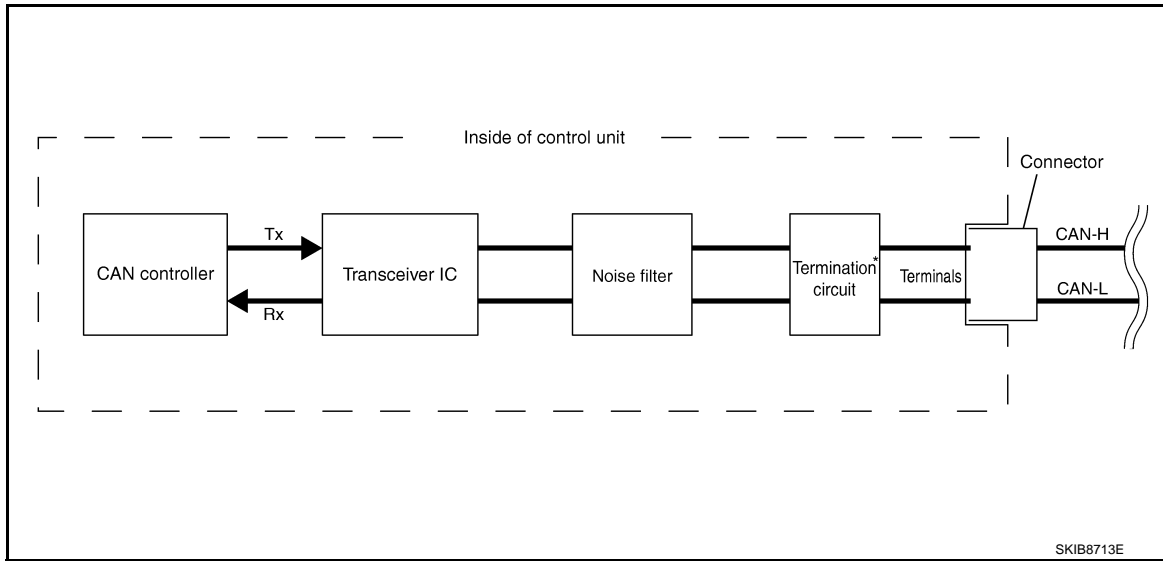 Inside of control unit
Connector
Tx
CAN controller
Rx
Transceiver IC
Noise filter
Termination*
circuit
Terminals
CAN-H
CAN-L
SKIB8713E